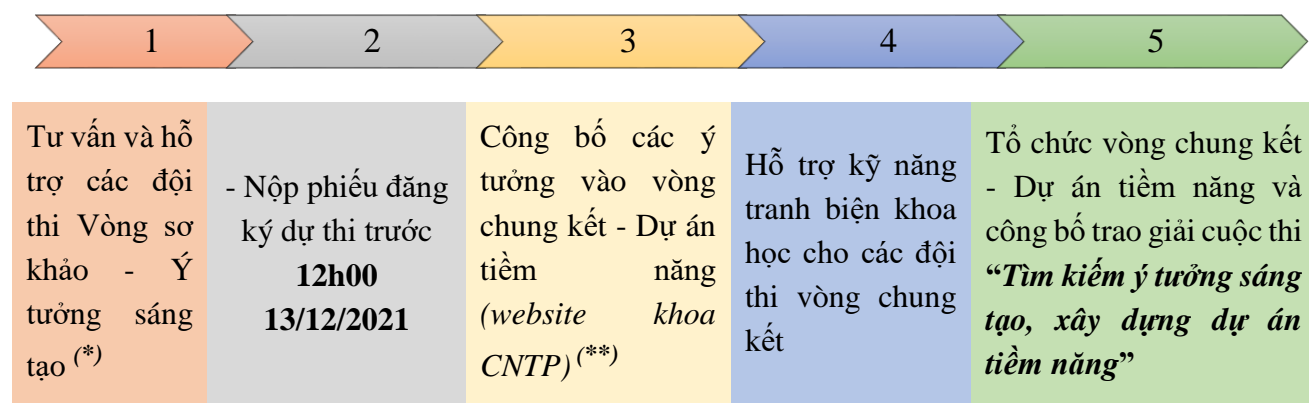 1
2
3
4
5
Tư vấn và hỗ
trợ các đội
thi Vòng sơ
khảo - Ý
tưởng sáng
tạo (*)
- Nộp phiếu đăng
ký dự thi trước
12h00
13/12/2021
Công bố các ý
tưởng vào vòng
chung kết - Dự án
tiềm năng
(website khoa
CNTP) (**)
Hỗ trợ kỹ năng
tranh biện khoa
học cho các đội
thi vòng chung
kết
Tổ chức vòng chung kết
- Dự án tiềm năng và
công bố trao giải cuộc thi
“Tìm kiếm ý tưởng sáng
tạo, xây dựng dự án
tiềm năng”